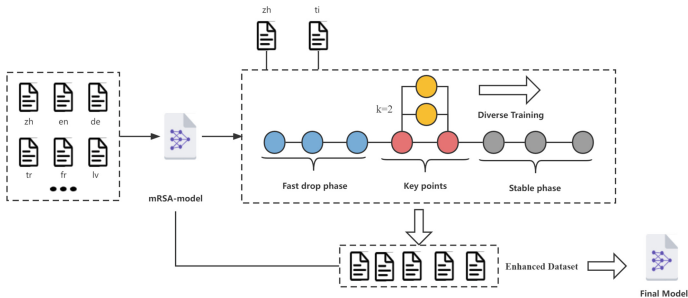 zh
ti
zh
en
de
tr
fr
lv
mRSA-model
k=2
Diverse Training
Fast drop phase
Key points
Stable phase
Enhanced Dataset
Final Model